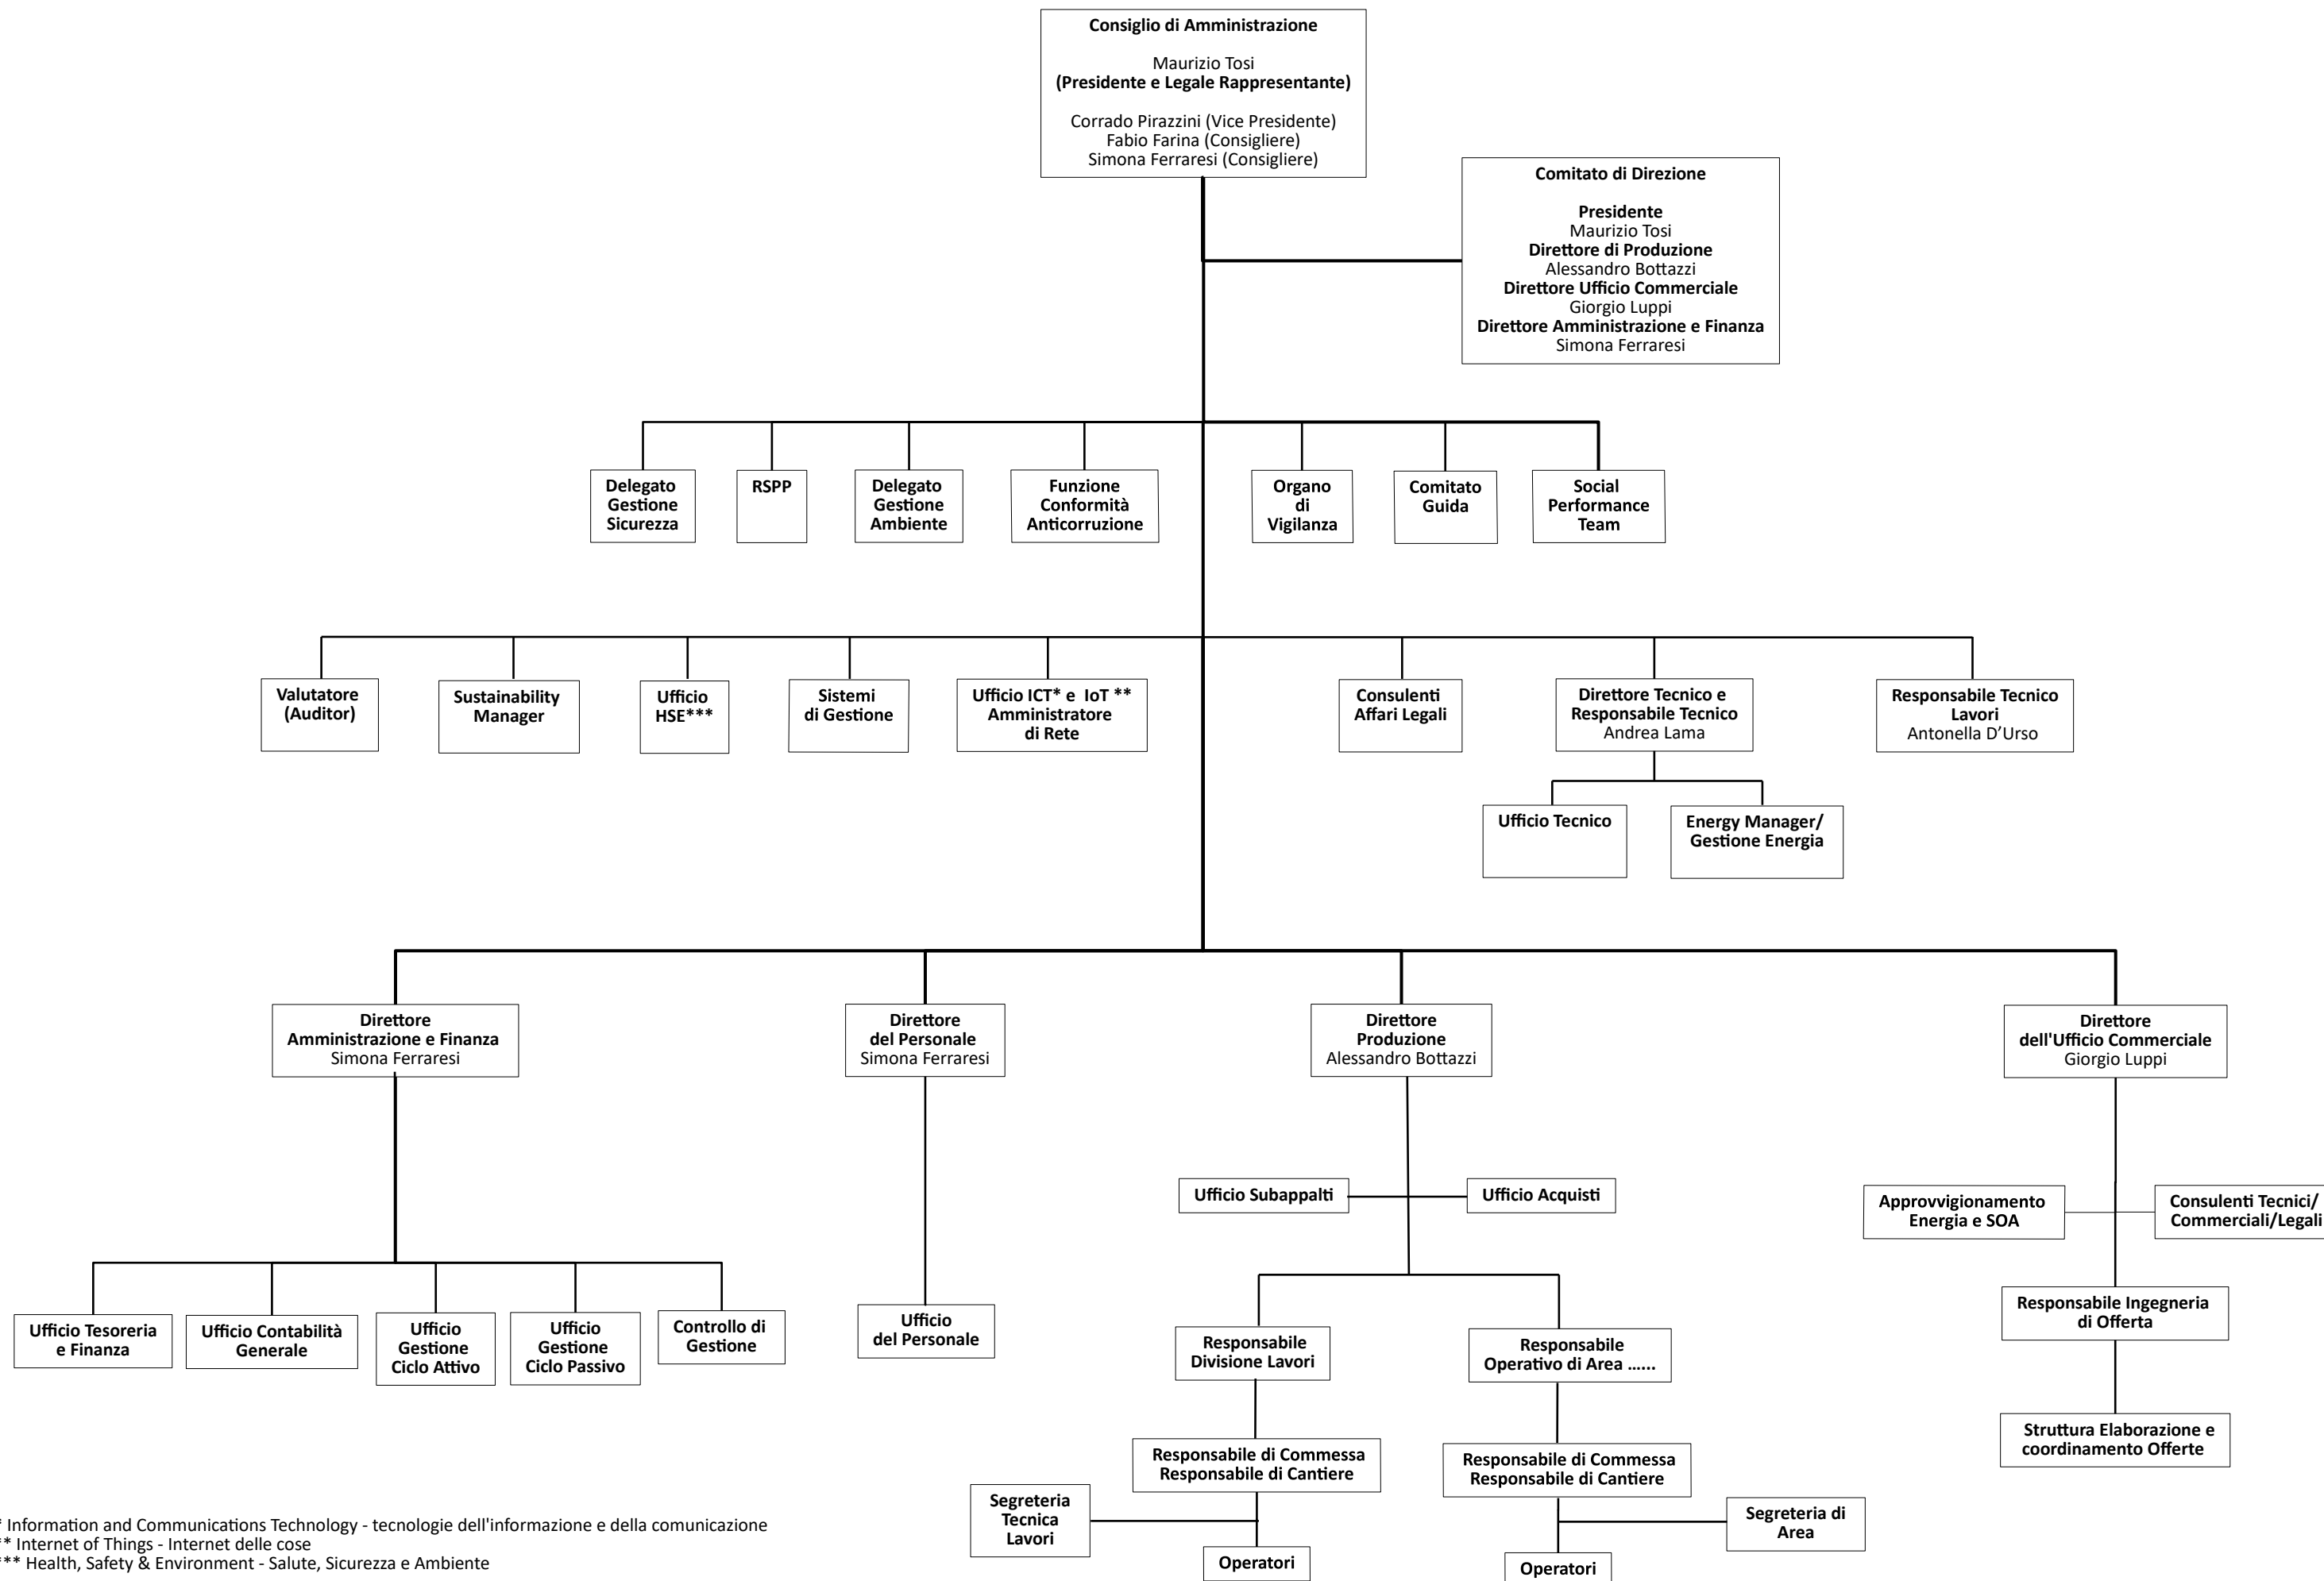 Consiglio di Amministrazione
Maurizio Tosi
(Presidente e Legale Rappresentante)
Corrado Pirazzini (Vice Presidente)
Fabio Farina (Consigliere)
Simona Ferraresi (Consigliere)
Comitato di Direzione
Presidente
Maurizio Tosi
Direttore di Produzione
Alessandro Bottazzi
Direttore Ufficio Commerciale
Giorgio Luppi
Direttore Amministrazione e Finanza
Simona Ferraresi
Delegato
Gestione
Sicurezza
RSPP
Delegato
Gestione
Ambiente
Funzione
Conformità
Anticorruzione
Organo
di
Vigilanza
Comitato
Guida
Social
Performance
Team
Valutatore
(Auditor)
Sustainability
Manager
Ufficio
HSE***
Sistemi
di Gestione
Ufficio ICT* e IoT **
Amministratore
di Rete
Consulenti
Affari Legali
Direttore Tecnico e
Responsabile Tecnico
Andrea Lama
Responsabile Tecnico
Lavori
Antonella D’Urso
Ufficio Tecnico
Energy Manager/
Gestione Energia
Direttore
Amministrazione e Finanza
Simona Ferraresi
Direttore
del Personale
Simona Ferraresi
Direttore
Produzione
Alessandro Bottazzi
Direttore
dell'Ufficio Commerciale
Giorgio Luppi
Ufficio Subappalti
Ufficio Acquisti
Approvvigionamento
Energia e SOA
Consulenti Tecnici/
Commerciali/Legali
Ufficio Tesoreria
e Finanza
Ufficio Contabilità
Generale
Ufficio
Gestione
Ciclo Attivo
Ufficio
Gestione
Ciclo Passivo
Controllo di
Gestione
Ufficio
del Personale
Responsabile
Divisione Lavori
Responsabile
Operativo di Area ......
Responsabile Ingegneria
di Offerta
Struttura Elaborazione e
coordinamento Offerte
Responsabile di Commessa
Responsabile di Cantiere
Responsabile di Commessa
Responsabile di Cantiere
Segreteria
Tecnica
Lavori
Segreteria di
Area
Operatori
Operatori
* Information and Communications Technology - tecnologie dell'informazione e della comunicazione
** Internet of Things - Internet delle cose
*** Health, Safety & Environment - Salute, Sicurezza e Ambiente